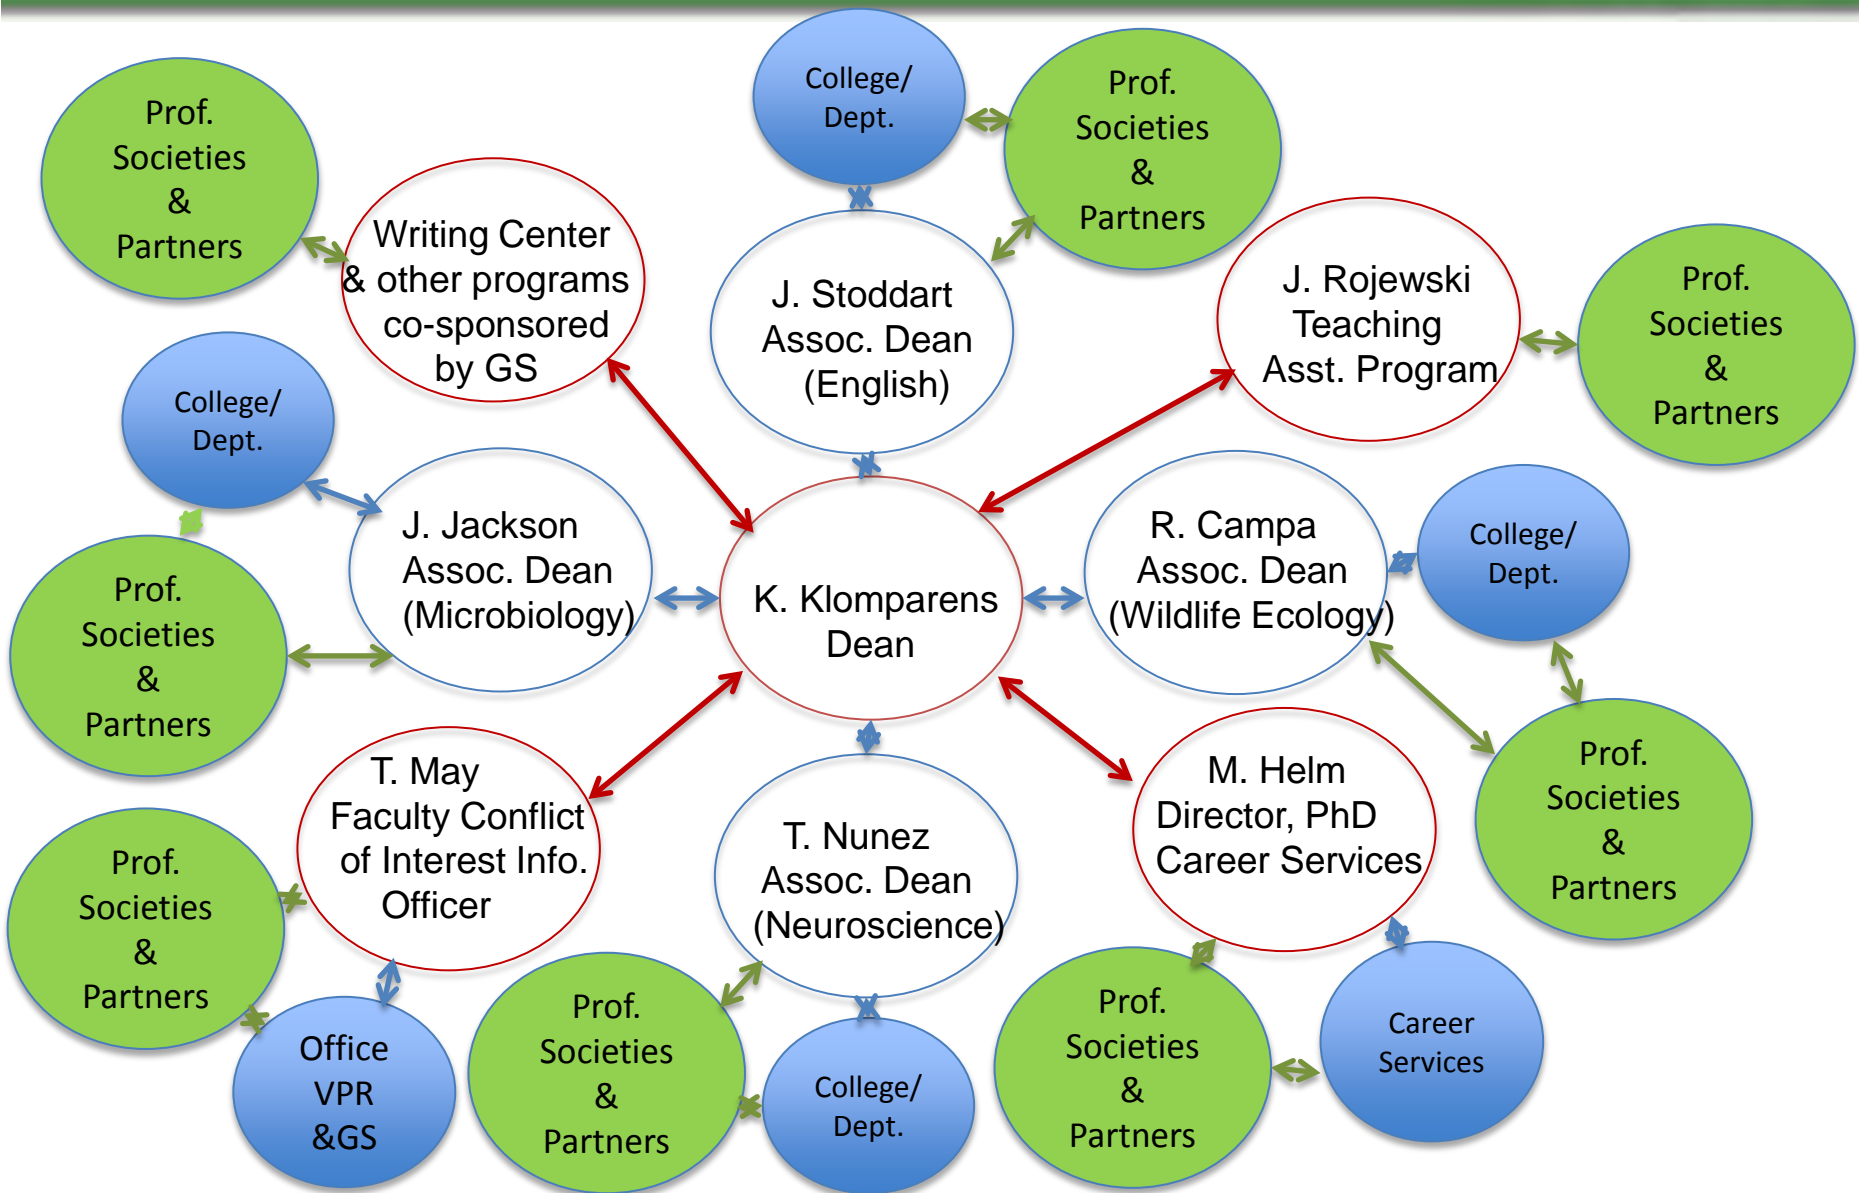 College/
Dept.
Prof.
Societies
&
Partners
Prof.
Societies
&
Partners
Writing Center
& other programs
co-sponsored
by GS
J. Stoddart
Assoc. Dean
(English)
J. Rojewski
Teaching
Asst. Program
Prof.
Societies
&
Partners
College/
Dept.
J. Jackson
Assoc. Dean
(Microbiology)
K. Klomparens
Dean
R. Campa
Assoc. Dean
(Wildlife Ecology)
College/
Dept.
Prof.
Societies
&
Partners
T. May
Faculty Conflict
of Interest Info.
Officer
T. Nunez
Assoc. Dean
(Neuroscience)
M. Helm
Director, PhD
Career Services
Prof.
Societies
&
Partners
Prof.
Societies
&
Partners
Office
VPR
&GS
Prof.
Societies
&
Partners
College/
Dept.
Prof.
Societies
&
Partners
Career
Services